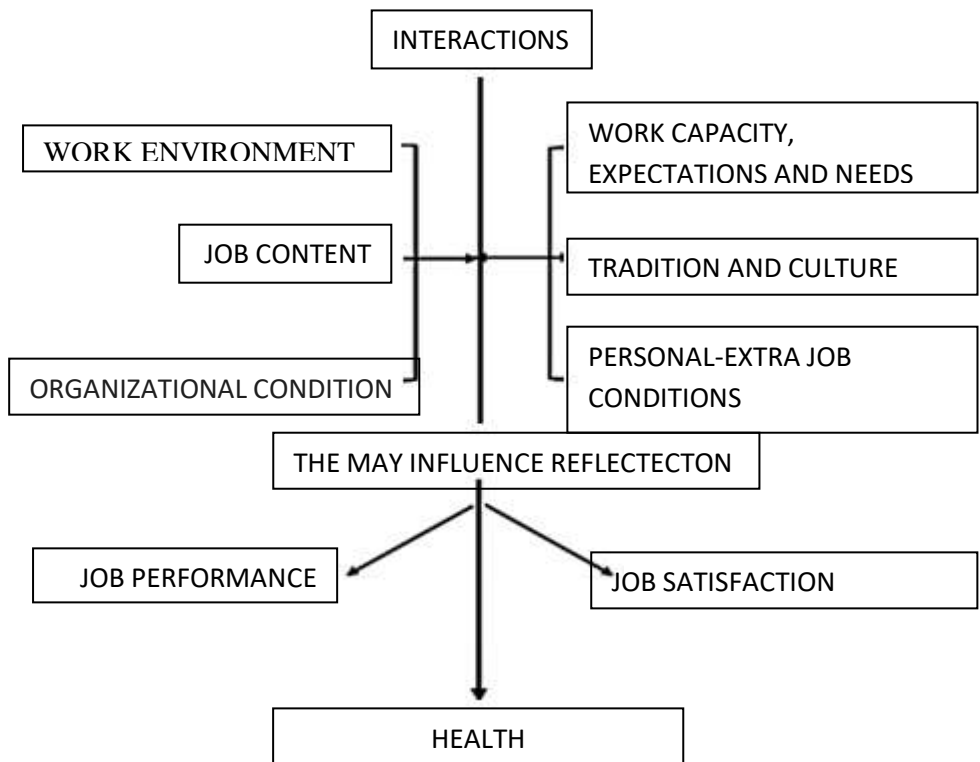 INTERACTIONS
WORK ENVIRONMENT
WORK CAPACITY,
EXPECTATIONS AND NEEDS
JOB CONTENT
TRADITION AND CULTURE
ORGANIZATIONAL CONDITION
PERSONAL-EXTRA JOB
CONDITIONS
THE MAY INFLUENCE REFLECTECTON
JOB PERFORMANCE
JOB SATISFACTION
HEALTH